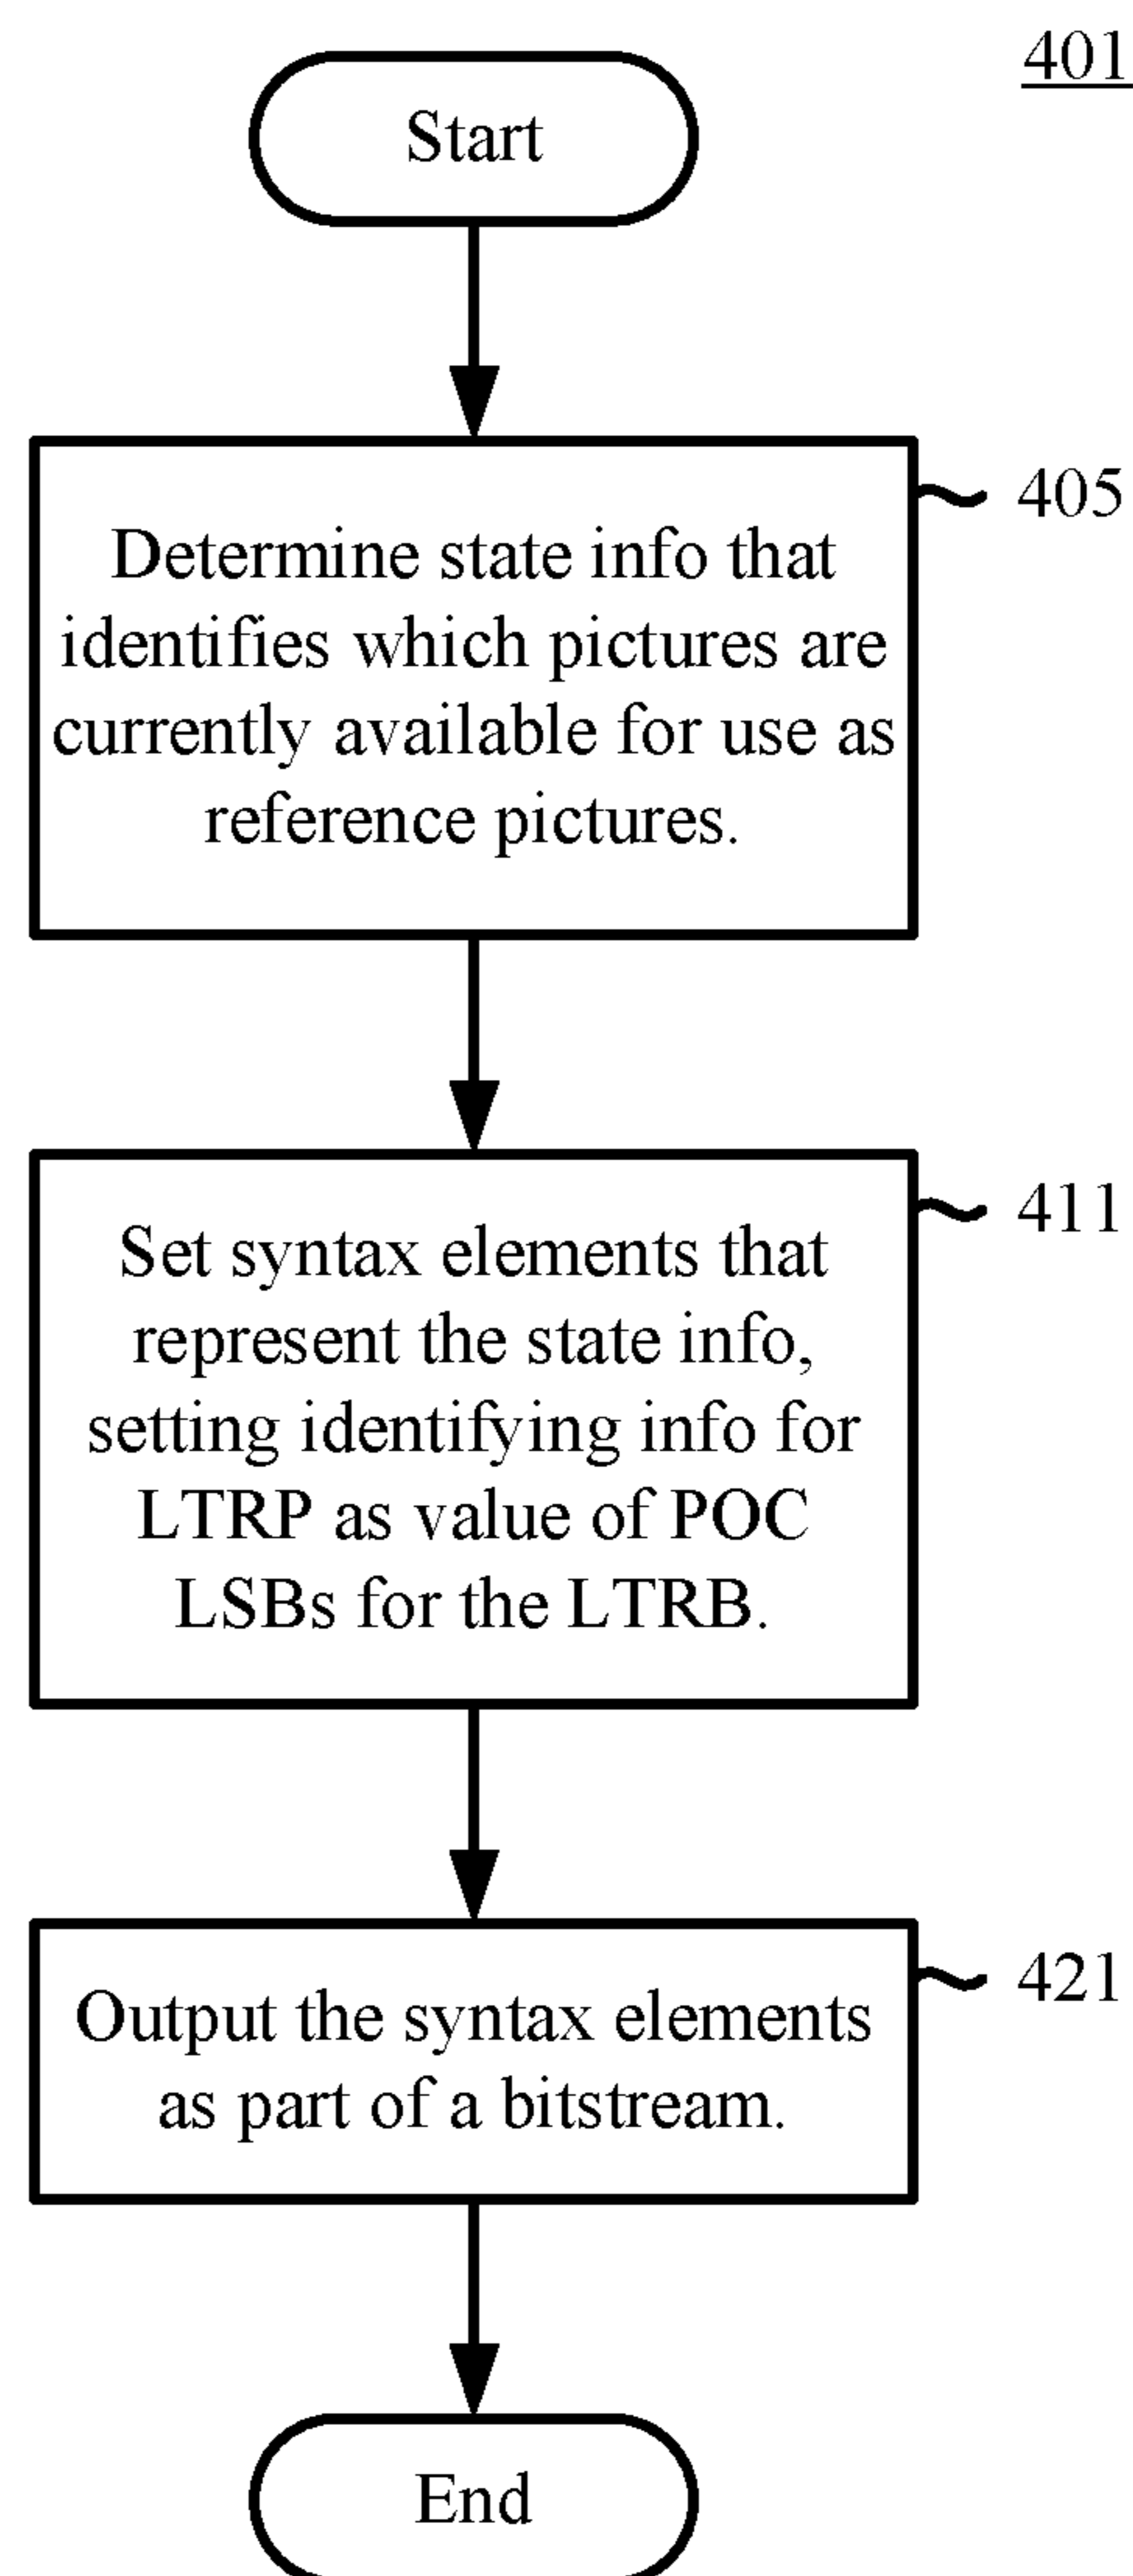 401
Start
405
Determine state info that
identifies which pictures are
currently available for use as
reference pictures.
411
Set syntax elements that
represent the state info,
setting identifying info for
LTRP as value of POC
LSBs for the LTRB.
421
Output the syntax elements
as part of a bitstream.
End